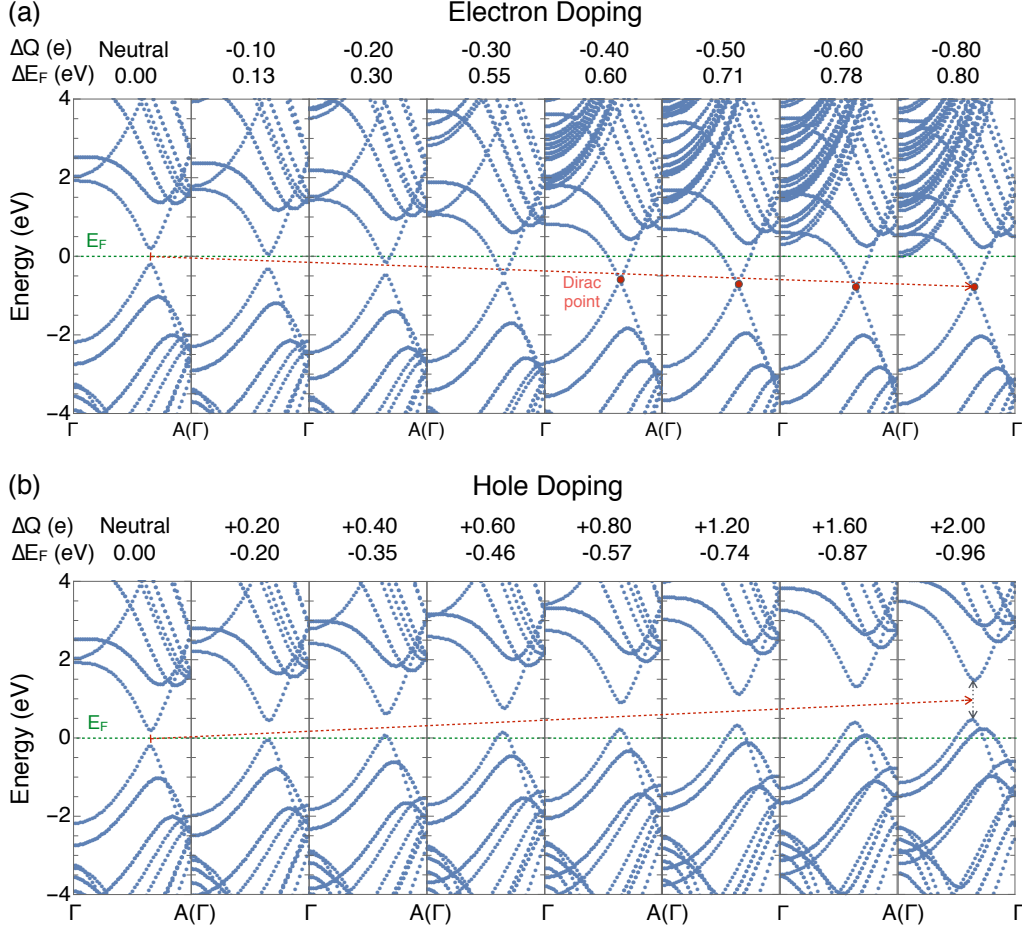 (a)
Electron Doping
ΔQ (e) Neutral -0.10 -0.20 -0.30 -0.40 -0.50 -0.60 -0.80
ΔE_F (eV) 0.00 0.13 0.30 0.55 0.60 0.71 0.78 0.80
4
2
E_F
0
Dirac
point
-2
-4
Energy (eV)
Γ A(Γ) Γ A(Γ) Γ A(Γ) Γ A(Γ) Γ
(b)
Hole Doping
ΔQ (e) Neutral +0.20 +0.40 +0.60 +0.80 +1.20 +1.60 +2.00
ΔE_F (eV) 0.00 -0.20 -0.35 -0.46 -0.57 -0.74 -0.87 -0.96
4
2
E_F
0
-2
-4
Energy (eV)
Γ A(Γ) Γ A(Γ) Γ A(Γ) Γ A(Γ) Γ